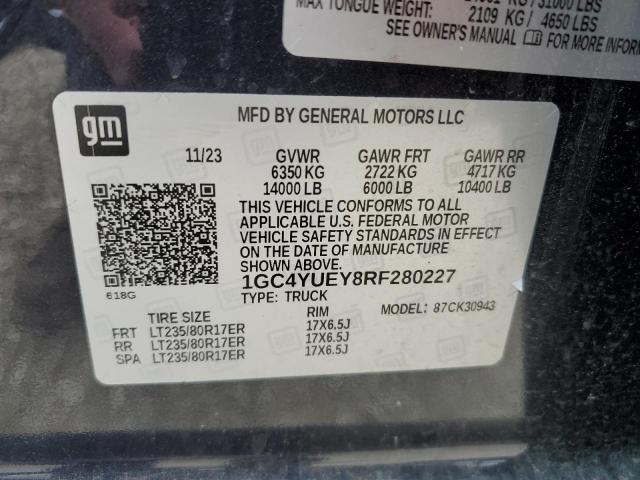 KG / 31000 LBS
MAX TONGUE WEIGHT: 2109 KG / 4650 LBS
SEE OWNER'S MANUAL FOR MORE INFORM
gm
MFD BY GENERAL MOTORS LLC
11/23 GVWR GAWR FRT GAWR RR
6350 KG 2722 KG 4717 KG
14000 LB 6000 LB 10400 LB
THIS VEHICLE CONFORMS TO ALL
APPLICABLE U.S. FEDERAL MOTOR
VEHICLE SAFETY STANDARDS IN EFFECT
ON THE DATE OF MANUFACTURE
SHOWN ABOVE.
1GC4YUEY8RF280227
618G
TYPE: TRUCK MODEL: 87CK30943
TIRE SIZE RIM
FRT LT235/80R17ER 17X6.5J
RR LT235/80R17ER 17X6.5J
SPA LT235/80R17ER 17X6.5J